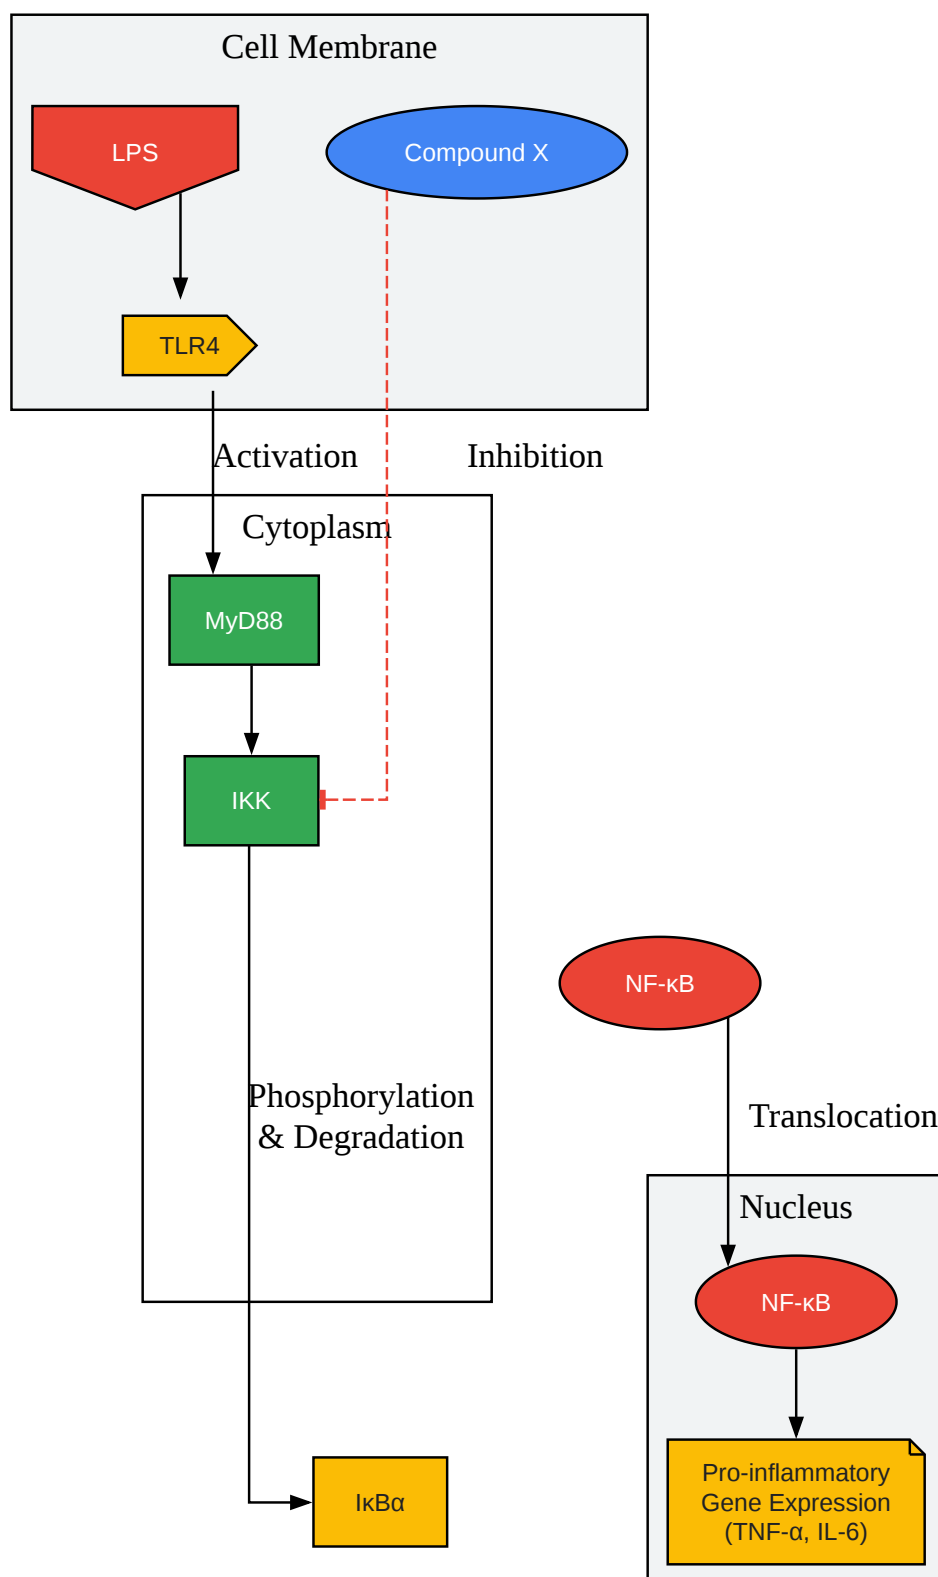 Cell Membrane
LPS
Compound X
TLR4
Activation
Inhibition
Cytoplasm
MyD88
IKK
NF-κB
Phosphorylation
& Degradation
Translocation
Nucleus
NF-κB
Pro-inflammatory
Gene Expression
(TNF-α, IL-6)
IκBα